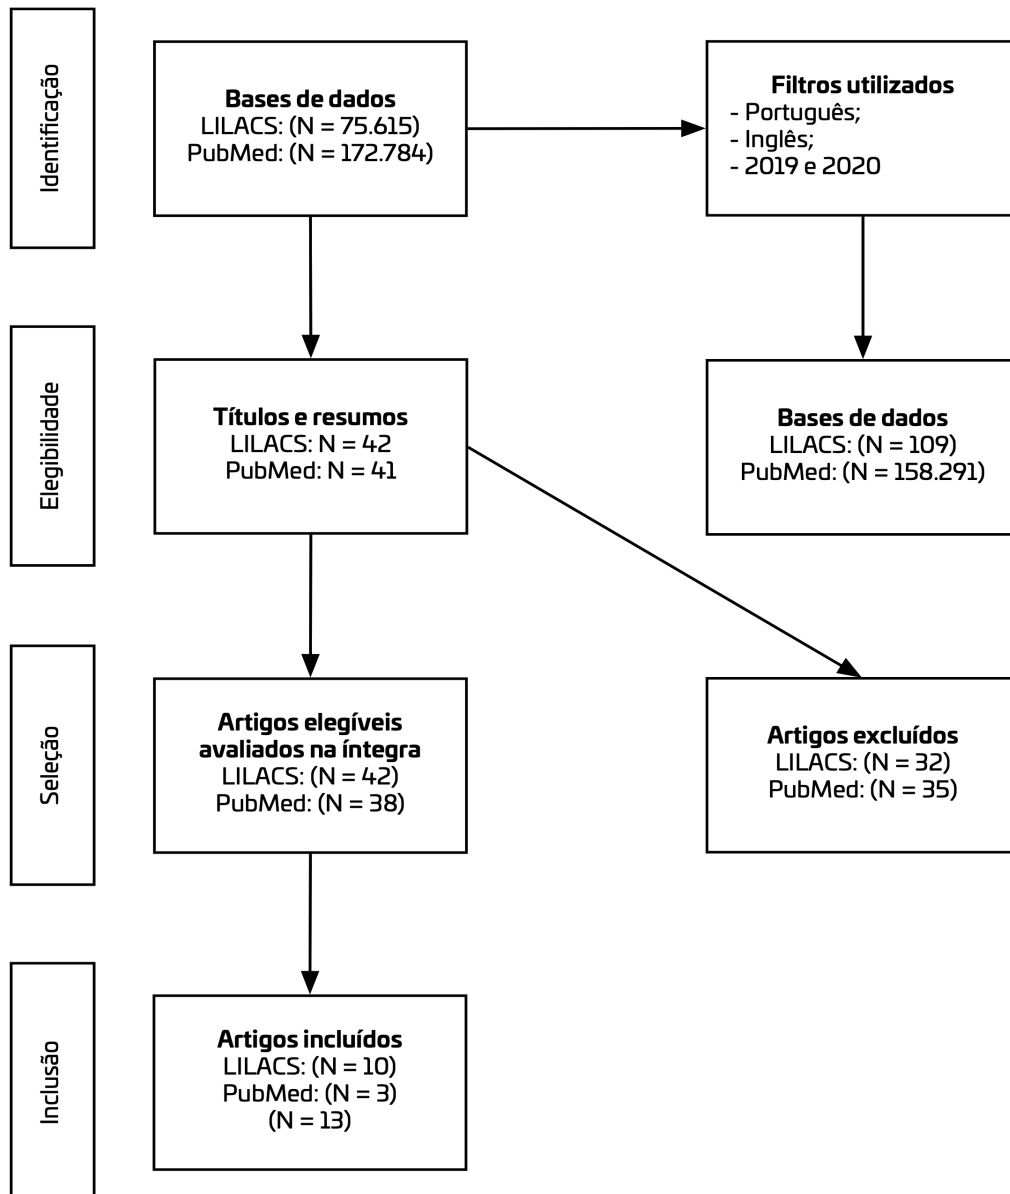 Identificação
Bases de dados
LILACS: (N = 75.615)
PubMed: (N = 172.784)
Filtros utilizados
- Português;
- Inglês;
- 2019 e 2020
Elegibilidade
Títulos e resumos
LILACS: N = 42
PubMed: N = 41
Bases de dados
LILACS: (N = 109)
PubMed: (N = 158.291)
Seleção
Artigos elegíveis
avaliados na íntegra
LILACS: (N = 42)
PubMed: (N = 38)
Artigos excluídos
LILACS: (N = 32)
PubMed: (N = 35)
Inclusão
Artigos incluídos
LILACS: (N = 10)
PubMed: (N = 3)
(N = 13)